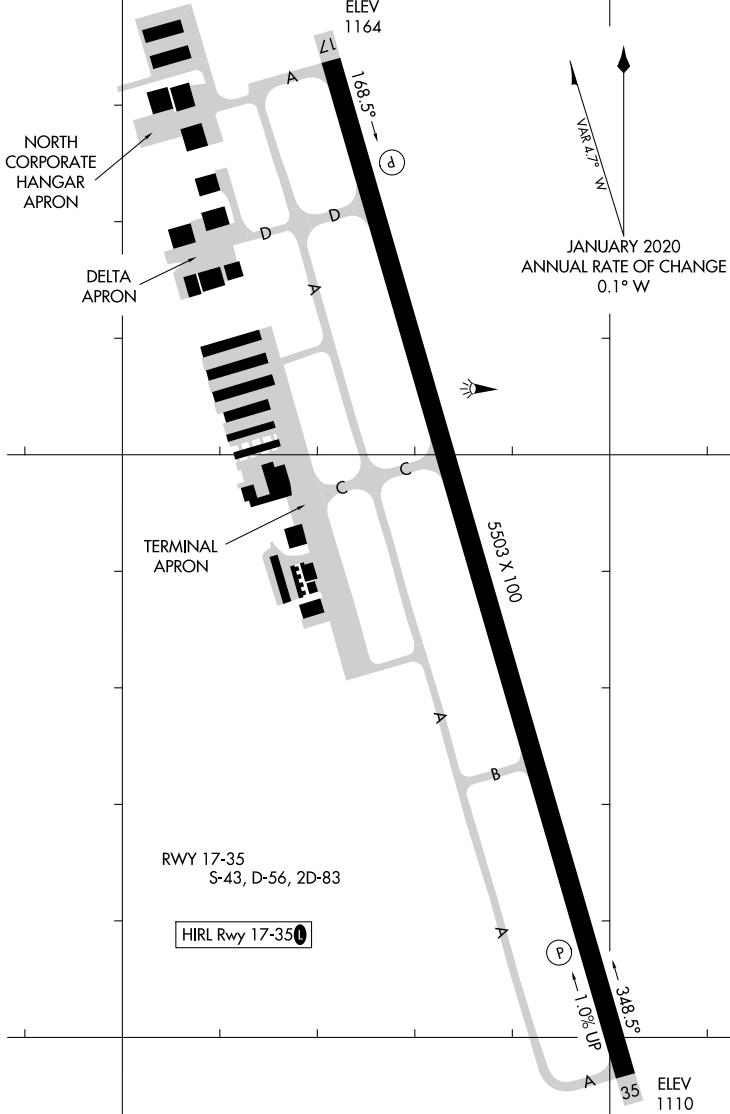 ELEV
1164
17
A
168.5°
P
VAR 4.7° W
NORTH
CORPORATE
HANGAR
APRON
D
D
JANUARY 2020
ANNUAL RATE OF CHANGE
0.1° W
DELTA
APRON
A
C
C
TERMINAL
APRON
5503 X 100
A
B
RWY 17-35
S-43, D-56, 2D-83
HIRL Rwy 17-35 L
A
P
1.0% UP
348.5°
A
35
ELEV
1110